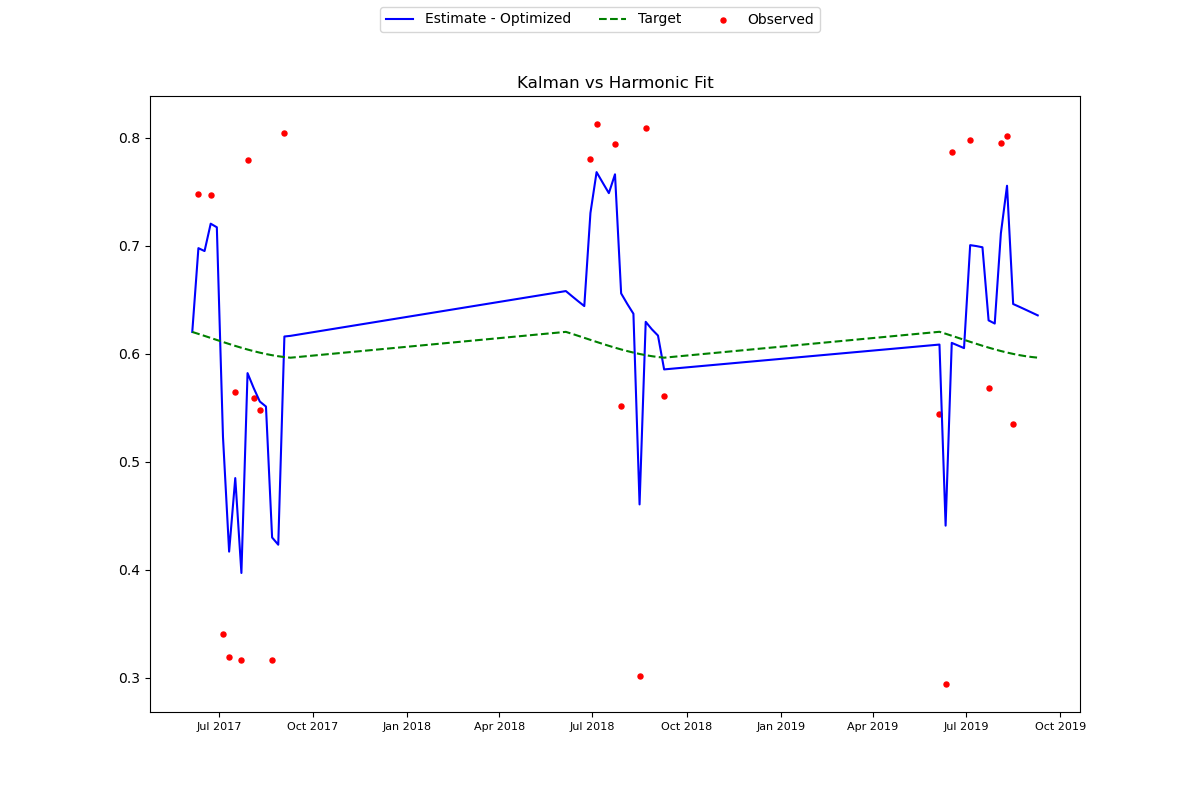 Estimate - Optimized Target Observed
Kalman vs Harmonic Fit
0.8
0.7
0.6
0.5
0.4
0.3
Jul 2017 Oct 2017 Jan 2018 Apr 2018 Jul 2018 Oct 2018 Jan 2019 Apr 2019 Jul 2019 Oct 2019